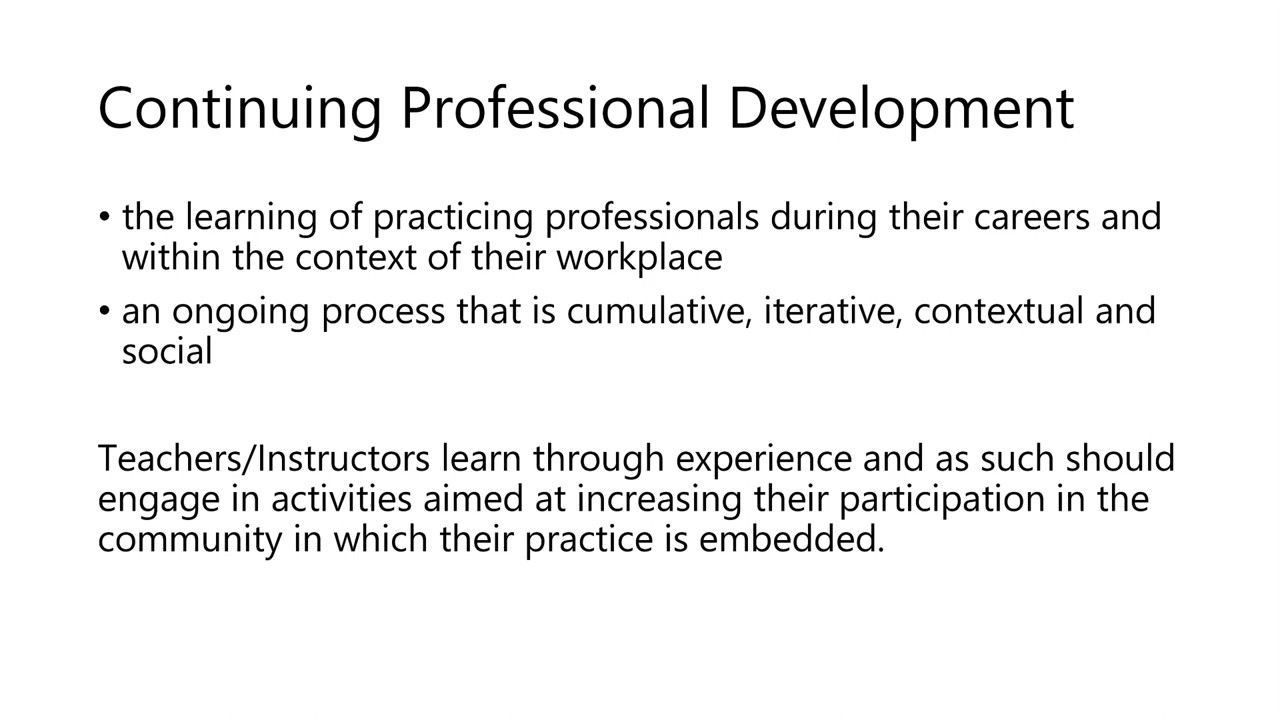 Continuing Professional Development
• the learning of practicing professionals during their careers and
within the context of their workplace
• an ongoing process that is cumulative, iterative, contextual and
social
Teachers/Instructors learn through experience and as such should
engage in activities aimed at increasing their participation in the
community in which their practice is embedded.